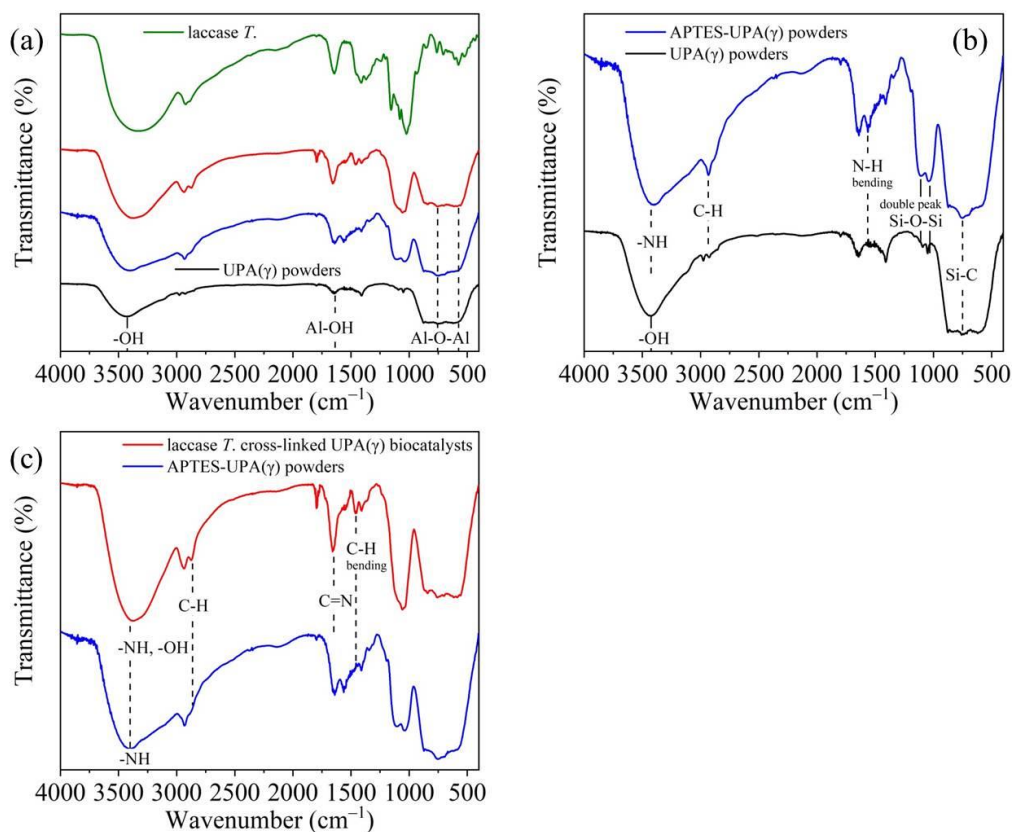 (a)
laccase T.
UPA(γ) powders
-OH
Al-OH
Al-O-Al
Transmittance (%)
4000 3500 3000 2500 2000 1500 1000 500
Wavenumber (cm⁻¹)
(b)
APTES-UPA(γ) powders
UPA(γ) powders
N-H
bending
C-H
double peak
Si-O-Si
-NH
Si-C
-OH
Transmittance (%)
4000 3500 3000 2500 2000 1500 1000 500
Wavenumber (cm⁻¹)
(c)
laccase T. cross-linked UPA(γ) biocatalysts
APTES-UPA(γ) powders
C-H
bending
C-H
C=N
-NH, -OH
-NH
Transmittance (%)
4000 3500 3000 2500 2000 1500 1000 500
Wavenumber (cm⁻¹)